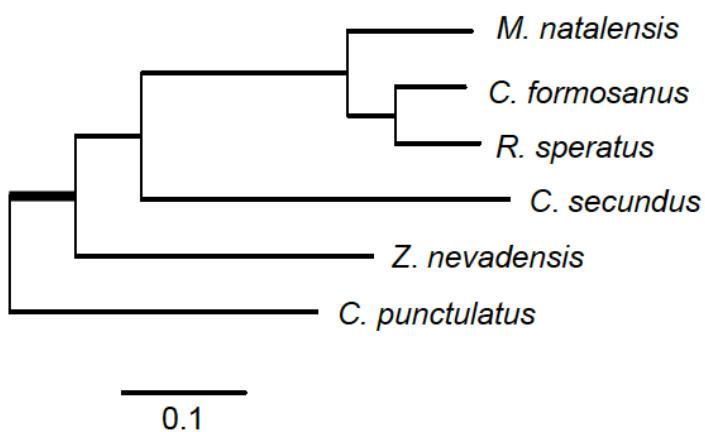 M. natalensis
C. formosanus
R. speratus
C. secundus
Z. nevadensis
C. punctulatus
0.1